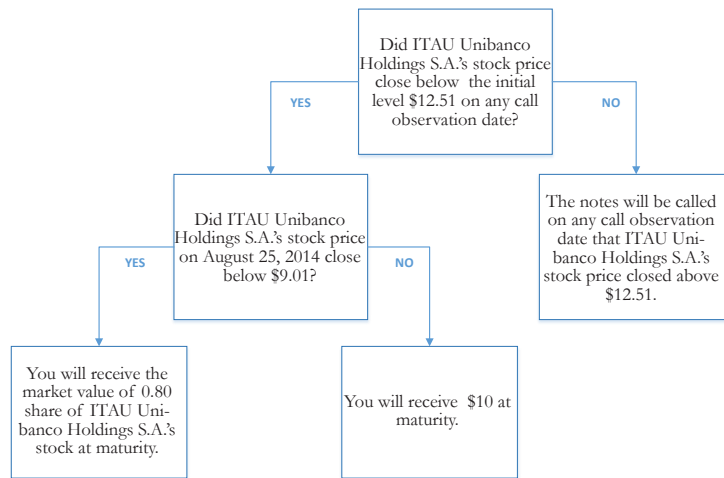 Did ITAU Unibanco
Holdings S.A.'s stock price
close below the initial
level $12.51 on any call
observation date?
YES
NO
Did ITAU Unibanco
Holdings S.A.'s stock price
on August 25, 2014 close
below $9.01?
The notes will be called
on any call observation
date that ITAU Uni-
banco Holdings S.A.'s
stock price closed above
$12.51.
YES
NO
You will receive the
market value of 0.80
share of ITAU Uni-
banco Holdings S.A.'s
stock at maturity.
You will receive $10 at
maturity.